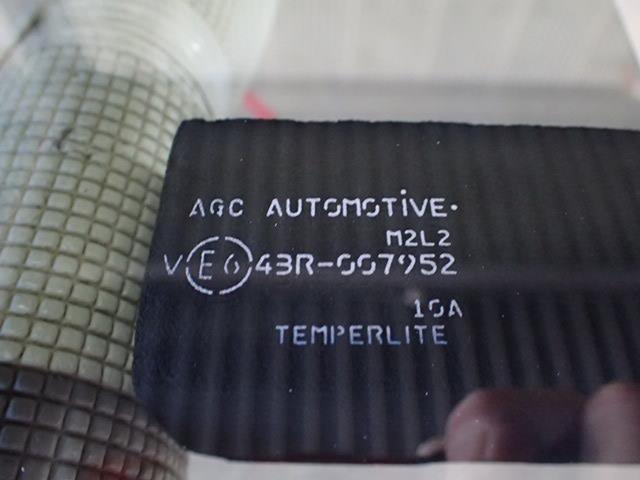 AGC AUTOMOTiVE·
M2L2
V E6 43R-007952
10A
TEMPERLITE